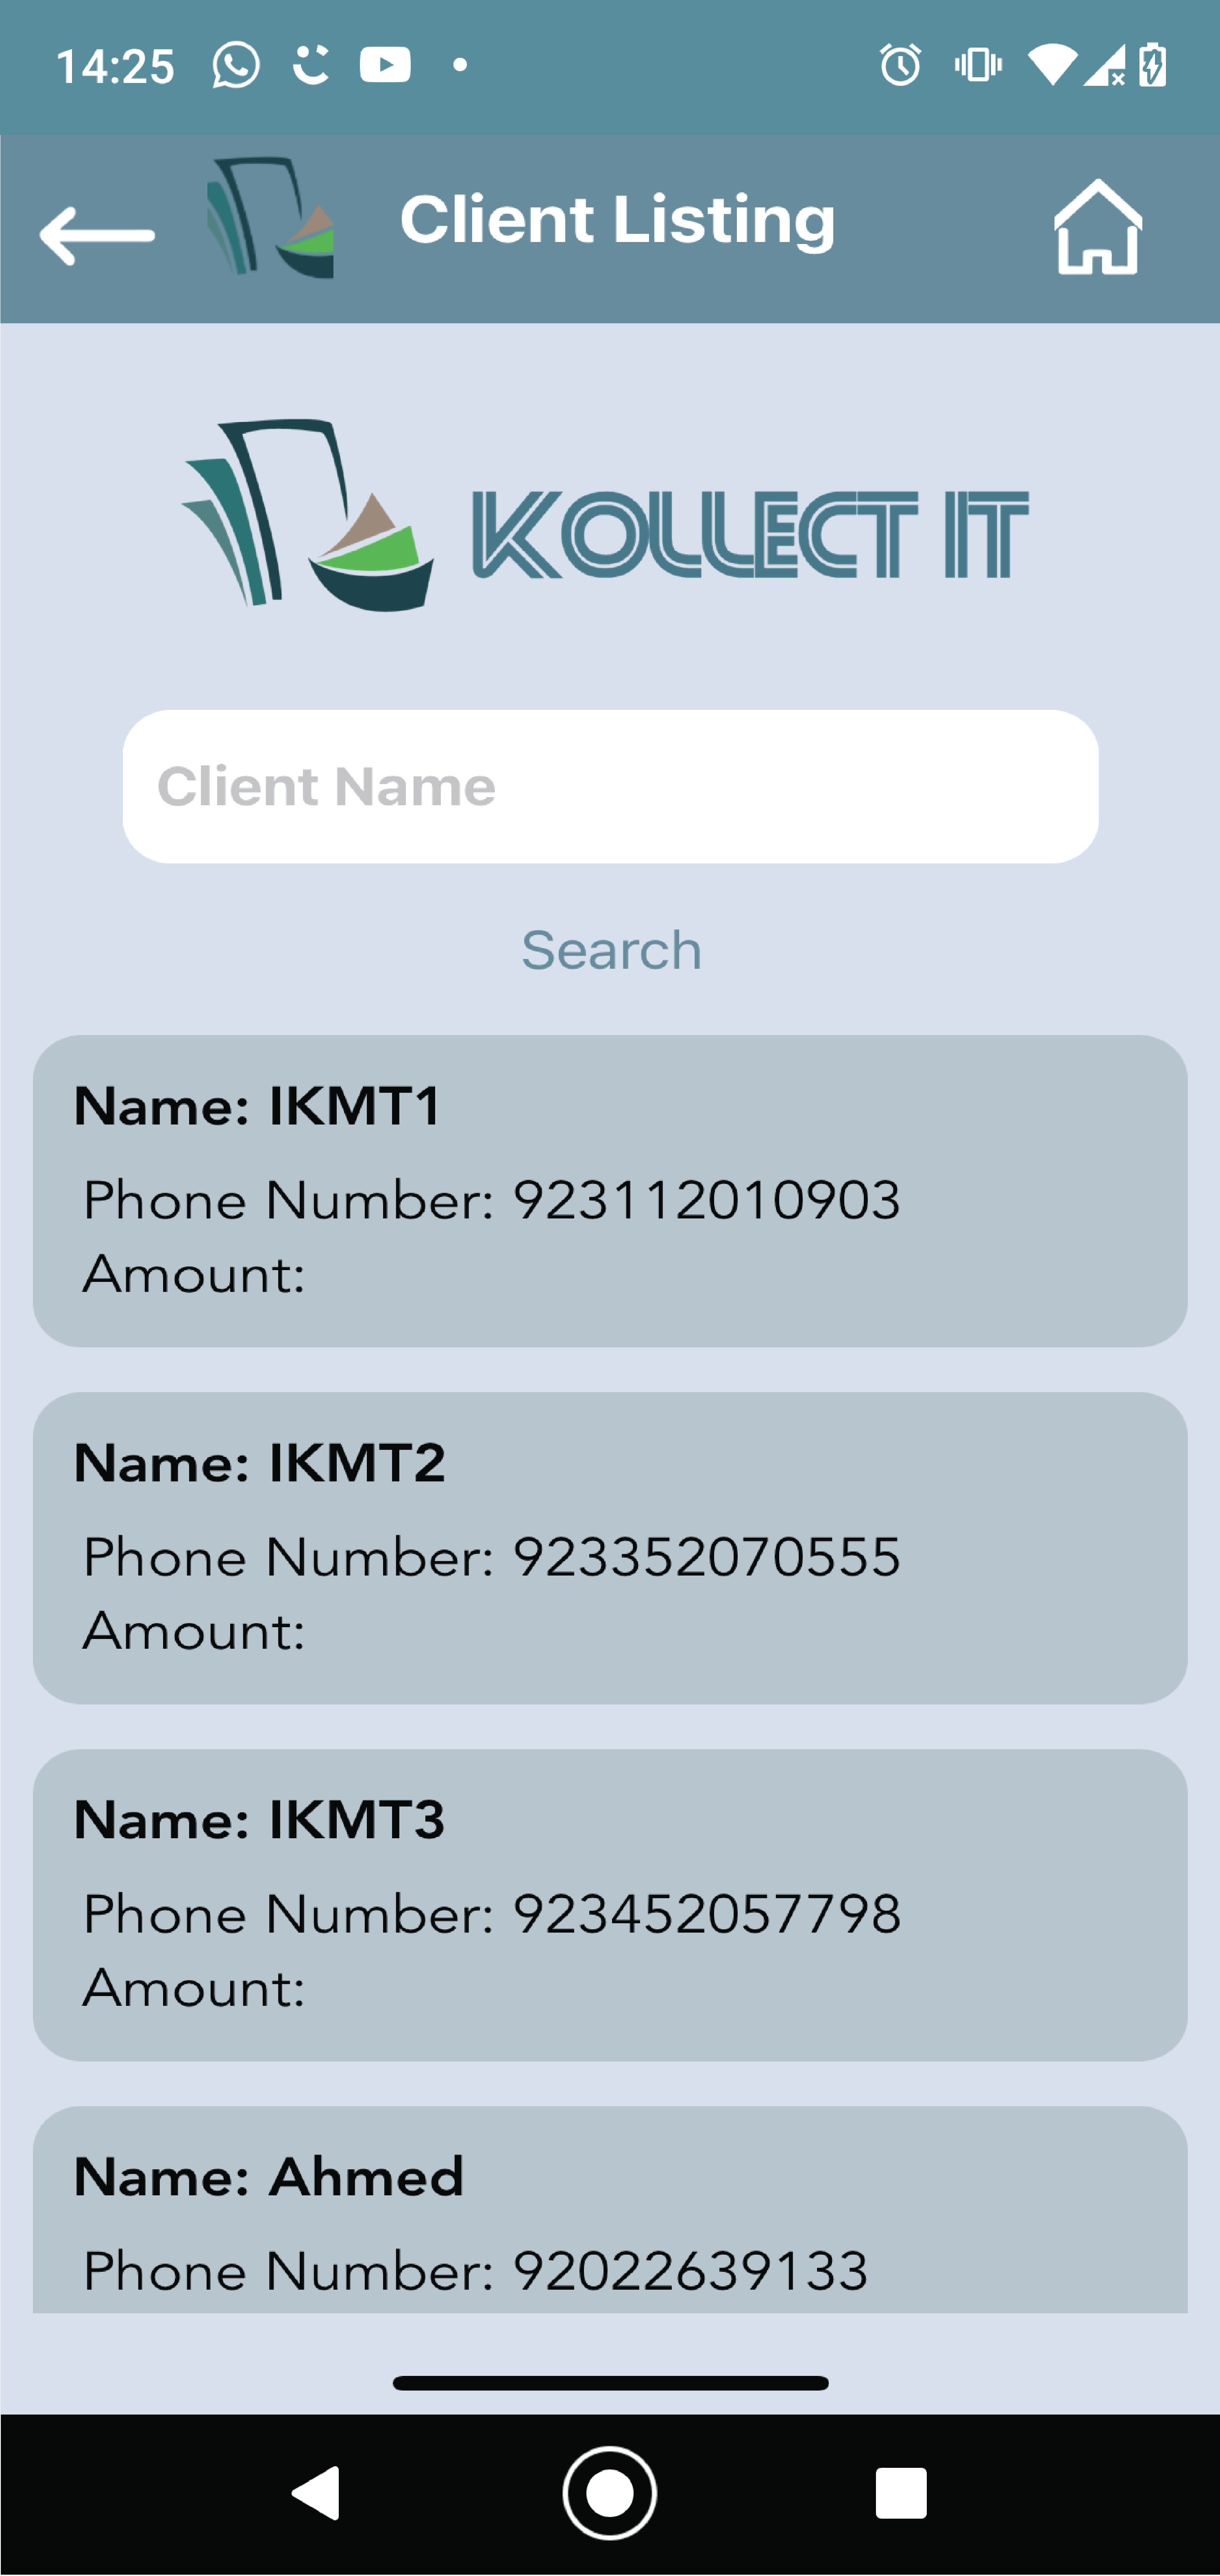 14:25
Client Listing
KOLLECT IT
Client Name
Search
Name: IKMT1
Phone Number: 923112010903
Amount:
Name: IKMT2
Phone Number: 923352070555
Amount:
Name: IKMT3
Phone Number: 923452057798
Amount:
Name: Ahmed
Phone Number: 92022639133